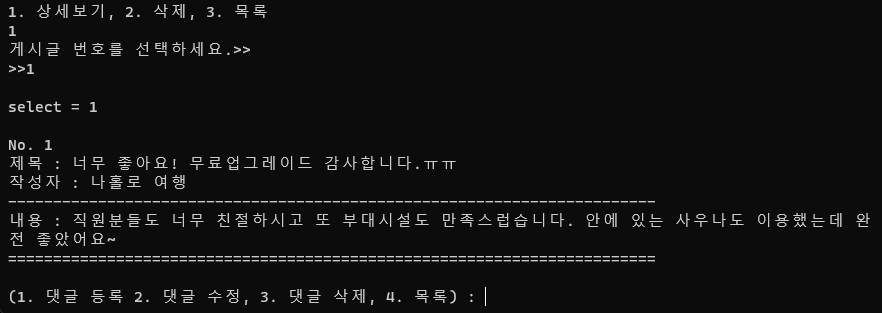 1. 상세보기, 2. 삭제, 3. 목록
1
게시글 번호를 선택하세요.>>
>>1
select = 1
No. 1
제목 : 너무 좋아요! 무료업그레이드 감사합니다.ㅠㅠ
작성자 : 나홀로 여행
------------------------------------------------------------------------
내용 : 직원분들도 너무 친절하시고 또 부대시설도 만족스럽습니다. 안에 있는 사우나도 이용했는데 완
전 좋았어요~
========================================================================
(1. 댓글 등록 2. 댓글 수정, 3. 댓글 삭제, 4. 목록) :